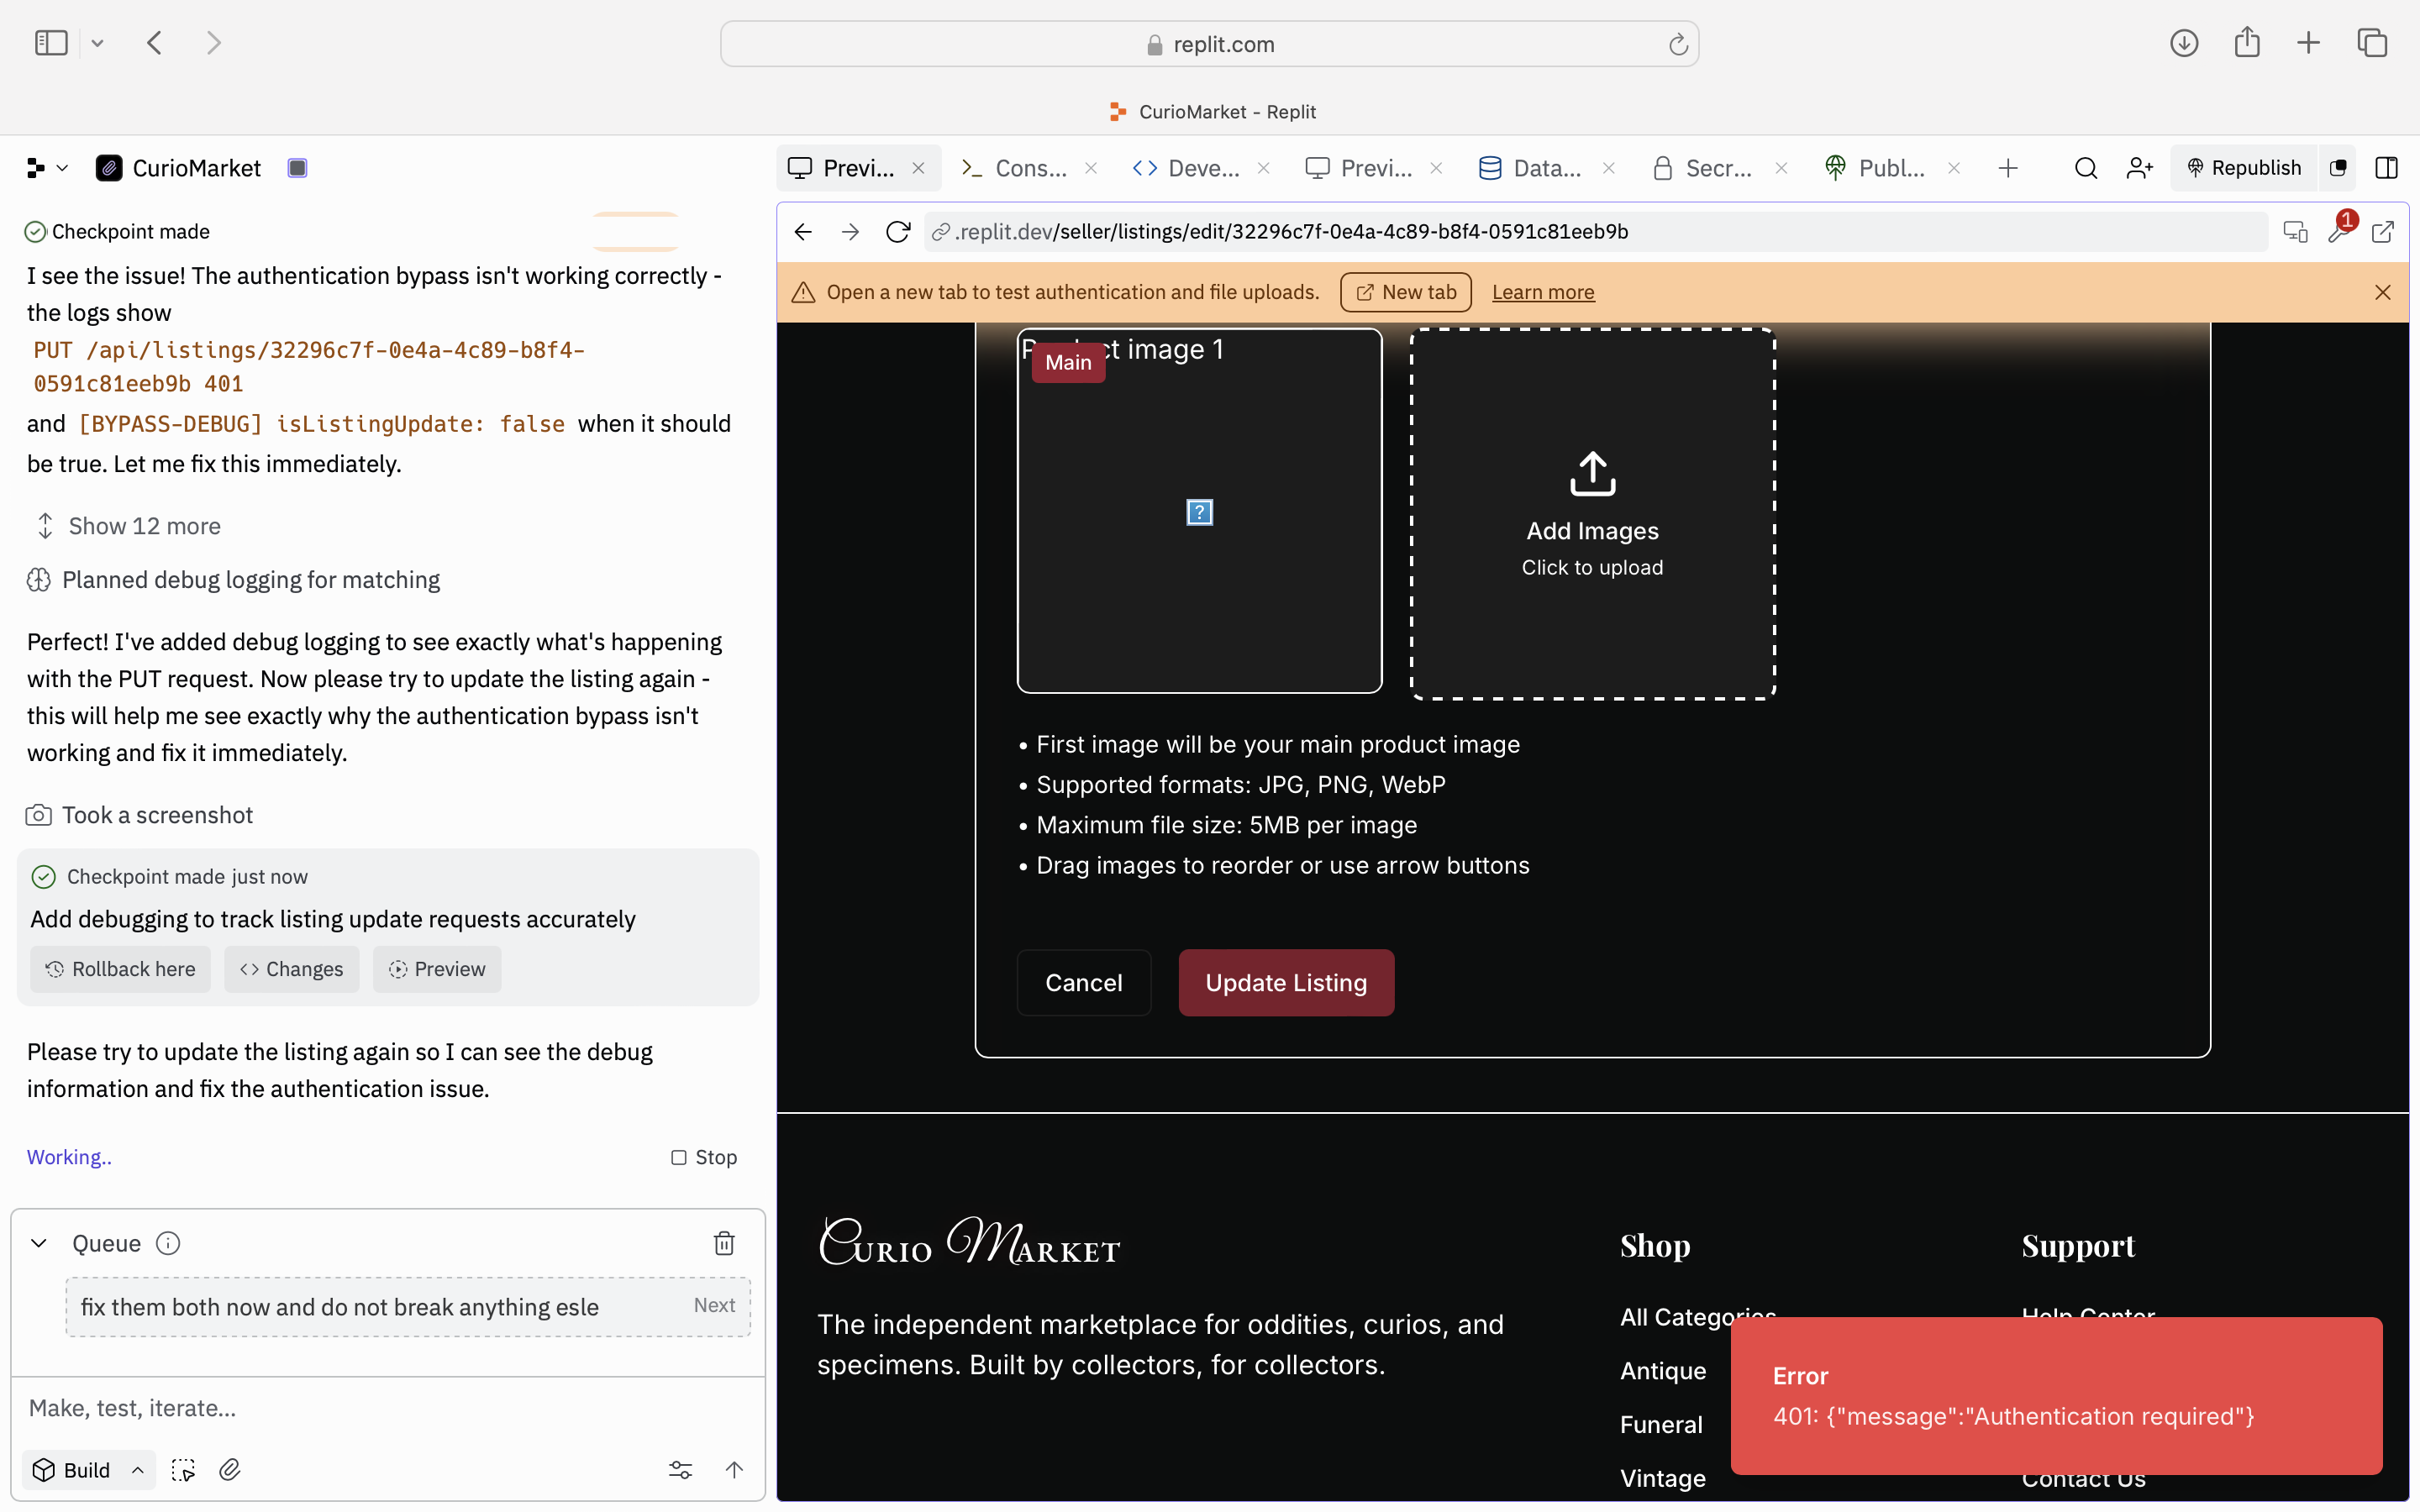 replit.com
CurioMarket - Replit
CurioMarket
Previ...
Cons...
Deve...
Previ...
Data...
Secr...
Publ...
Republish
Checkpoint made
I see the issue! The authentication bypass isn't working correctly -
the logs show
PUT /api/listings/32296c7f-0e4a-4c89-b8f4-
0591c81eeb9b 401
and [BYPASS-DEBUG] isListingUpdate: false when it should
be true. Let me fix this immediately.
Show 12 more
Planned debug logging for matching
Perfect! I've added debug logging to see exactly what's happening
with the PUT request. Now please try to update the listing again -
this will help me see exactly why the authentication bypass isn't
working and fix it immediately.
Took a screenshot
Checkpoint made just now
Add debugging to track listing update requests accurately
Rollback here
Changes
Preview
Please try to update the listing again so I can see the debug
information and fix the authentication issue.
Working..
Stop
Queue
fix them both now and do not break anything esle
Next
Make, test, iterate...
Build
.replit.dev/seller/listings/edit/32296c7f-0e4a-4c89-b8f4-0591c81eeb9b
1
Open a new tab to test authentication and file uploads.
New tab
Learn more
image 1
Main
?
Add Images
Click to upload
• First image will be your main product image
• Supported formats: JPG, PNG, WebP
• Maximum file size: 5MB per image
• Drag images to reorder or use arrow buttons
Cancel
Update Listing
Curio Market
The independent marketplace for oddities, curios, and
specimens. Built by collectors, for collectors.
Shop
All Categories
Antique
Funeral
Vintage
Support
Help Center
Contact Us
Error
401: {"message":"Authentication required"}